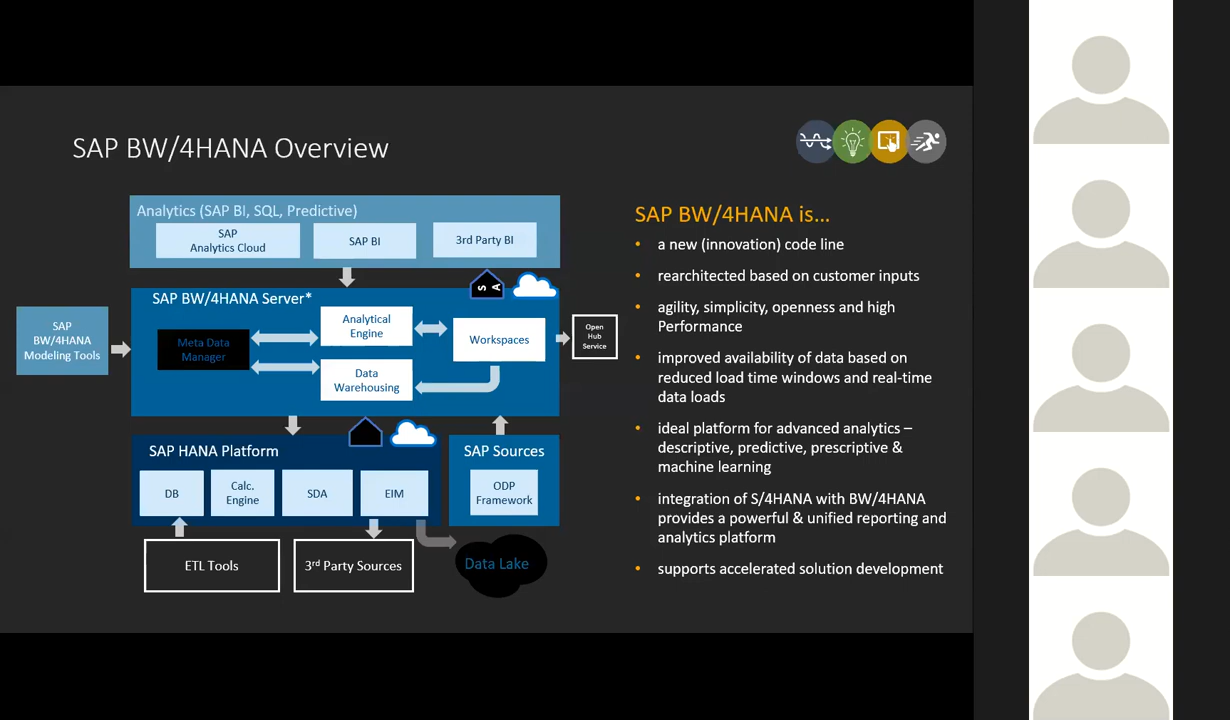 SAP BW/4HANA Overview
Analytics (SAP BI, SQL, Predictive)
SAP
Analytics Cloud
SAP BI
3rd Party BI
S A
SAP BW/4HANA Server*
SAP
BW/4HANA
Modeling Tools
Meta Data
Manager
Analytical
Engine
Data
Warehousing
Workspaces
Open
Hub
Service
SAP HANA Platform
DB
Calc.
Engine
SDA
EIM
SAP Sources
ODP
Framework
ETL Tools
3rd Party Sources
Data Lake
SAP BW/4HANA is…
• a new (innovation) code line
• rearchitected based on customer inputs
• agility, simplicity, openness and high
Performance
• improved availability of data based on
reduced load time windows and real-time
data loads
• ideal platform for advanced analytics –
descriptive, predictive, prescriptive &
machine learning
• integration of S/4HANA with BW/4HANA
provides a powerful & unified reporting and
analytics platform
• supports accelerated solution development